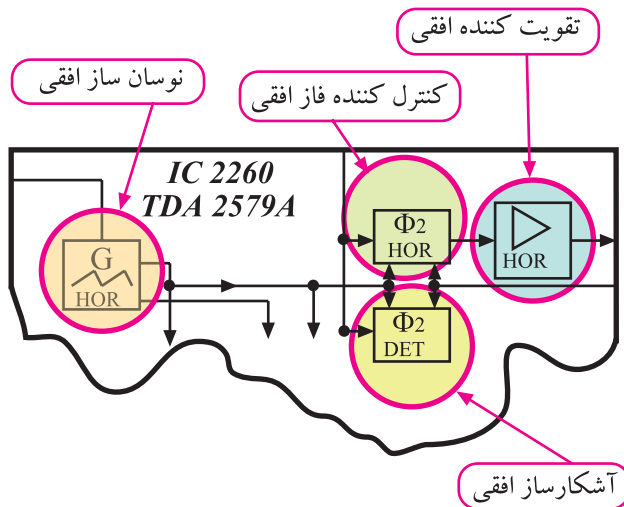 تقویت کننده افقی
نوسان ساز افقی
کنترل کننده فاز افقی
IC 2260
TDA 2579A
G
HOR
Φ2
HOR
HOR
Φ2
DET
آشکارساز افقی